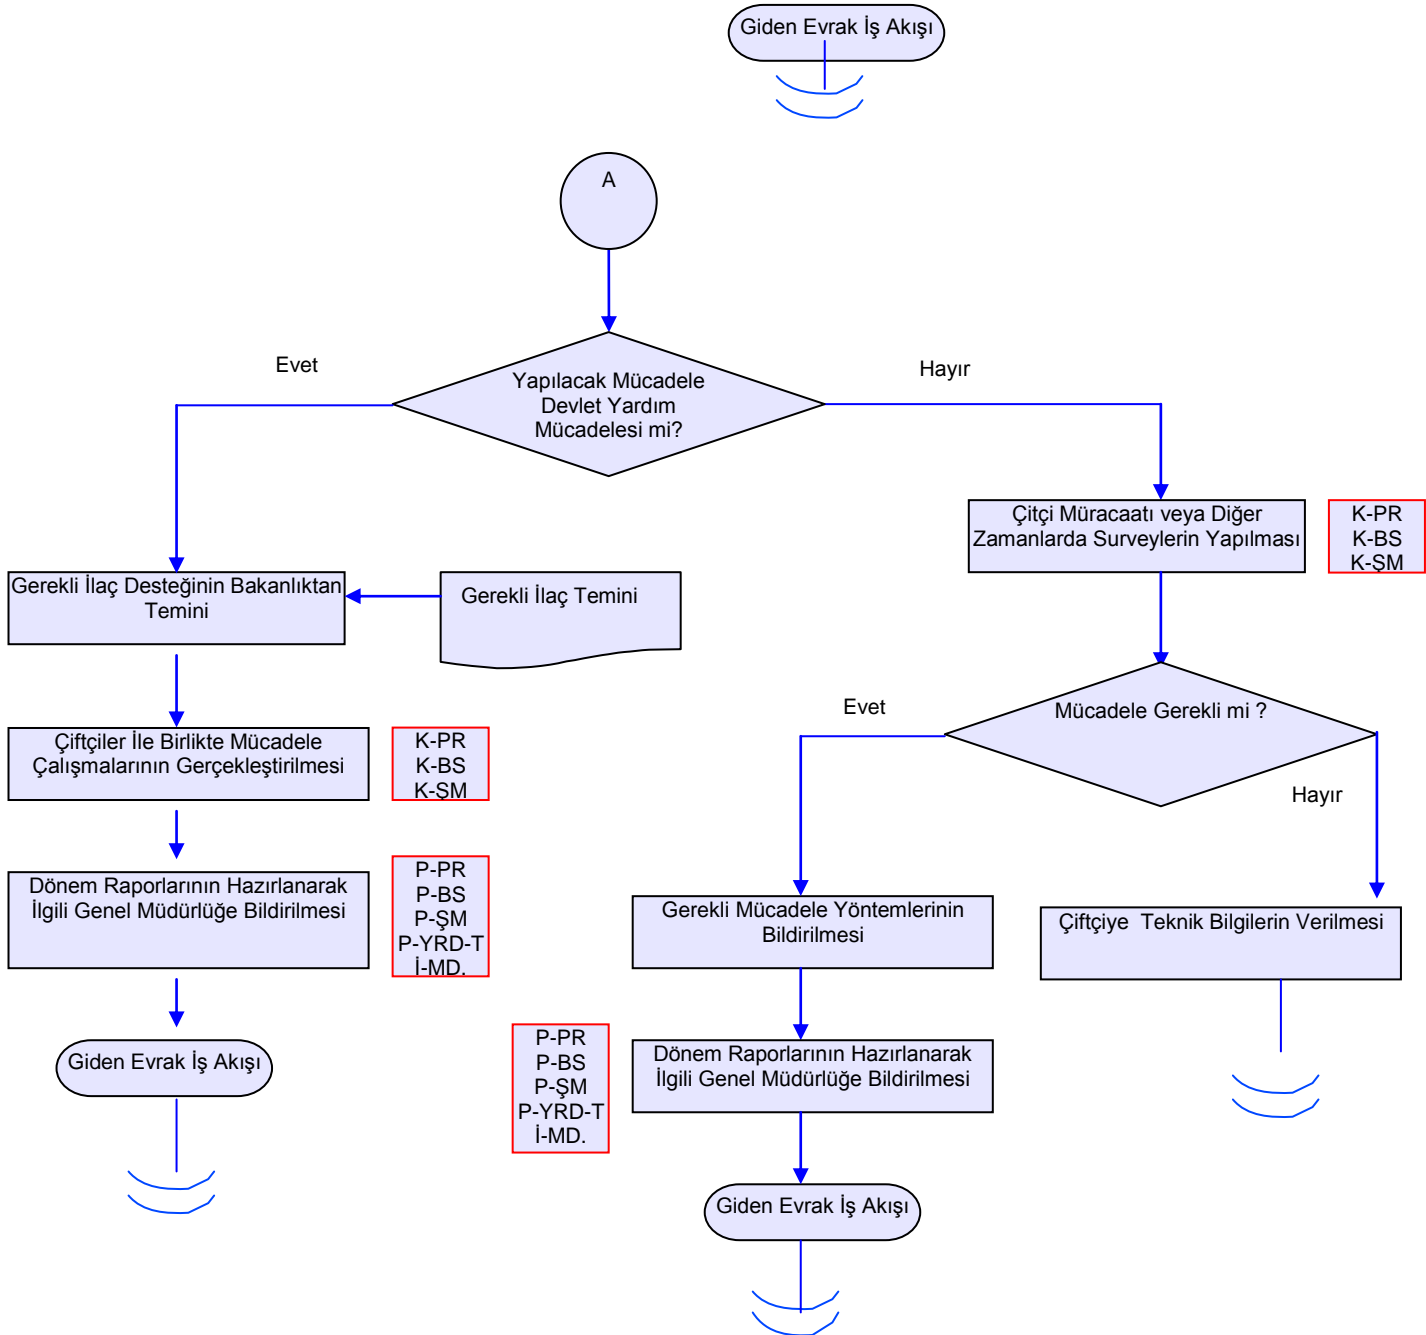 Giden Evrak İş Akışı
A
Evet
Hayır
Yapılacak Mücadele
Devlet Yardım
Mücadelesi mi?
Çitçi Müracaatı veya Diğer
Zamanlarda Surveylerin Yapılması
K-PR
K-BS
K-ŞM
Gerekli İlaç Desteğinin Bakanlıktan
Temini
Gerekli İlaç Temini
Evet
Mücadele Gerekli mi ?
Hayır
Çiftçiler İle Birlikte Mücadele
Çalışmalarının Gerçekleştirilmesi
K-PR
K-BS
K-ŞM
Dönem Raporlarının Hazırlanarak
İlgili Genel Müdürlüğe Bildirilmesi
P-PR
P-BS
P-ŞM
P-YRD-T
İ-MD.
Gerekli Mücadele Yöntemlerinin
Bildirilmesi
Çiftçiye  Teknik Bilgilerin Verilmesi
Giden Evrak İş Akışı
P-PR
P-BS
P-ŞM
P-YRD-T
İ-MD.
Dönem Raporlarının Hazırlanarak
İlgili Genel Müdürlüğe Bildirilmesi
Giden Evrak İş Akışı